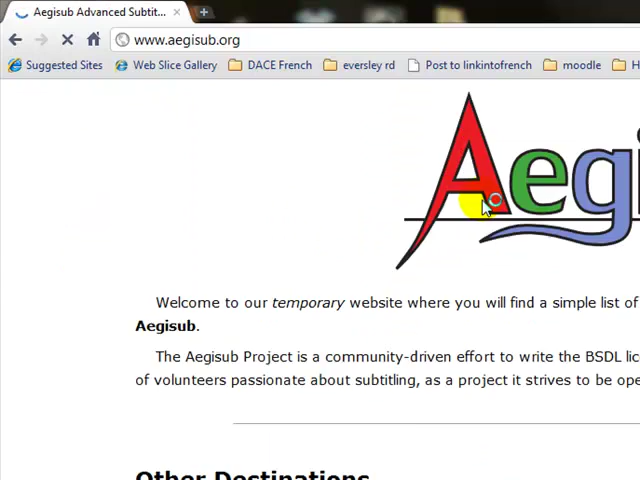 Aegisub Advanced Subtit...
www.aegisub.org
Suggested Sites Web Slice Gallery DACE French eversley rd Post to linkintofrench moodle H
Aegi
Welcome to our temporary website where you will find a simple list of
Aegisub.
The Aegisub Project is a community-driven effort to write the BSDL lic
of volunteers passionate about subtitling, as a project it strives to be ope
Other Destinations